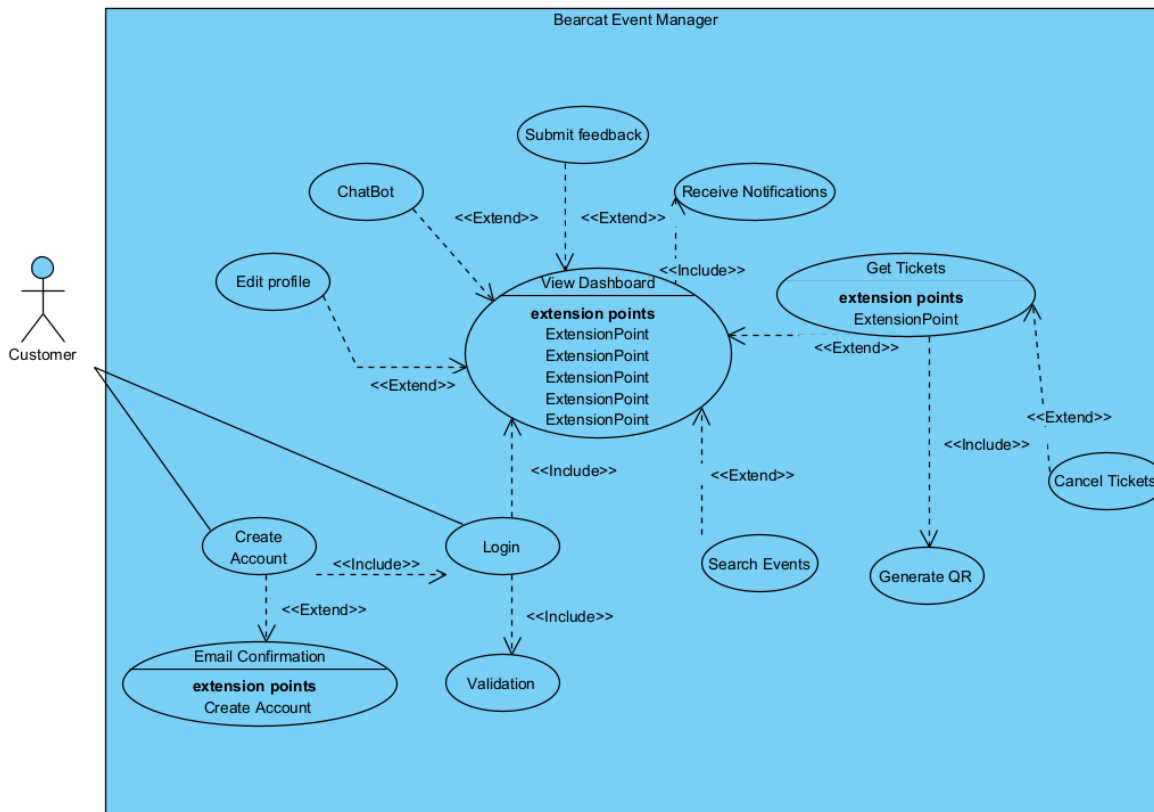 Bearcat Event Manager
Submit feedback
ChatBot
<<Extend>>
<<Extend>>
Receive Notifications
Edit profile
<<Include>>
Get Tickets
View Dashboard
extension points
ExtensionPoint
extension points
ExtensionPoint
ExtensionPoint
ExtensionPoint
ExtensionPoint
ExtensionPoint
<<Extend>>
Customer
<<Extend>>
<<Extend>>
<<Include>>
<<Include>>
<<Extend>>
Cancel Tickets
Create
Account
Login
<<Include>>
Search Events
Generate QR
<<Extend>>
<<Include>>
Email Confirmation
extension points
Create Account
Validation